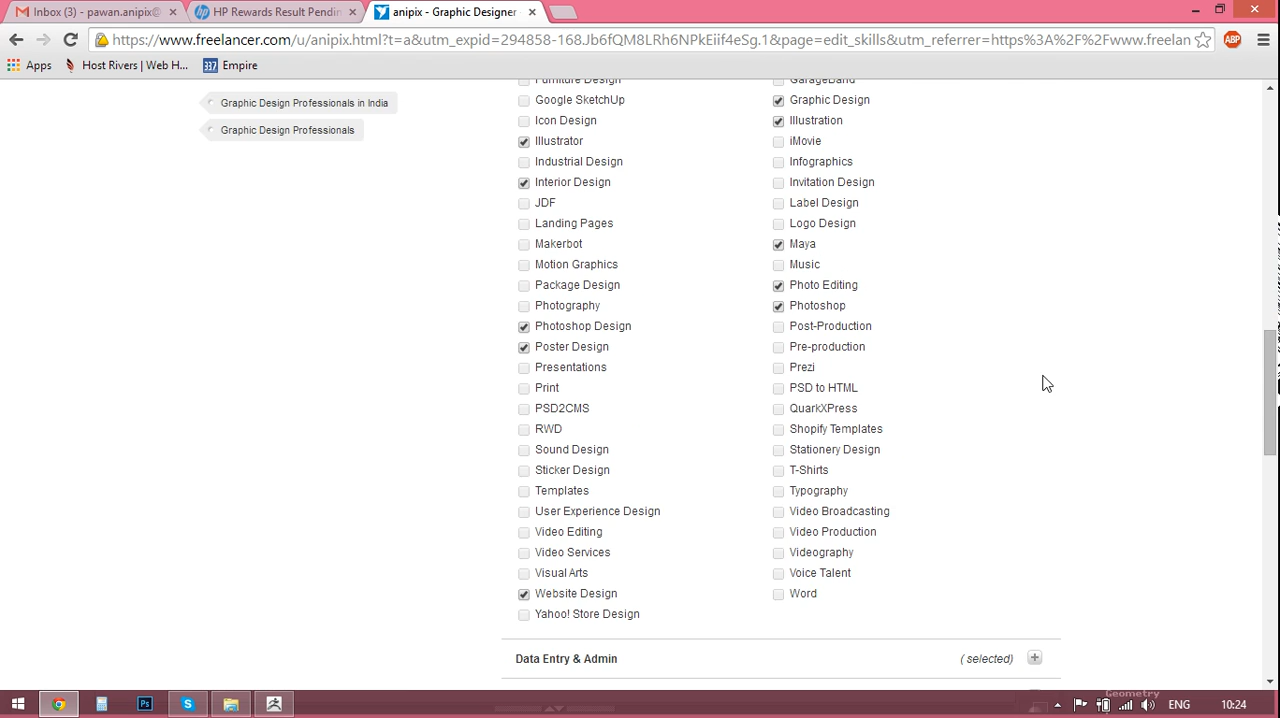 Inbox (3) - pawan.anipix@
HP Rewards Result Pendin
anipix - Graphic Designer
https://www.freelancer.com/u/anipix.html?t=a&utm_expid=294858-168.Jb6fQM8LRh6NPkEiif4eSg.1&page=edit_skills&utm_referrer=https%3A%2F%2Fwww.freelan
ABP
Apps
Host Rivers | Web H...
337 Empire
Furniture Design
GarageBand
Graphic Design Professionals in India
Google SketchUp
Graphic Design
Graphic Design Professionals
Icon Design
Illustration
Illustrator
iMovie
Industrial Design
Infographics
Interior Design
Invitation Design
JDF
Label Design
Landing Pages
Logo Design
Makerbot
Maya
Motion Graphics
Music
Package Design
Photo Editing
Photography
Photoshop
Photoshop Design
Post-Production
Poster Design
Pre-production
Presentations
Prezi
Print
PSD to HTML
PSD2CMS
QuarkXPress
RWD
Shopify Templates
Sound Design
Stationery Design
Sticker Design
T-Shirts
Templates
Typography
User Experience Design
Video Broadcasting
Video Editing
Video Production
Video Services
Videography
Visual Arts
Voice Talent
Website Design
Word
Yahoo! Store Design
Data Entry & Admin
( selected)
Geometry
Ps
ENG
10:24